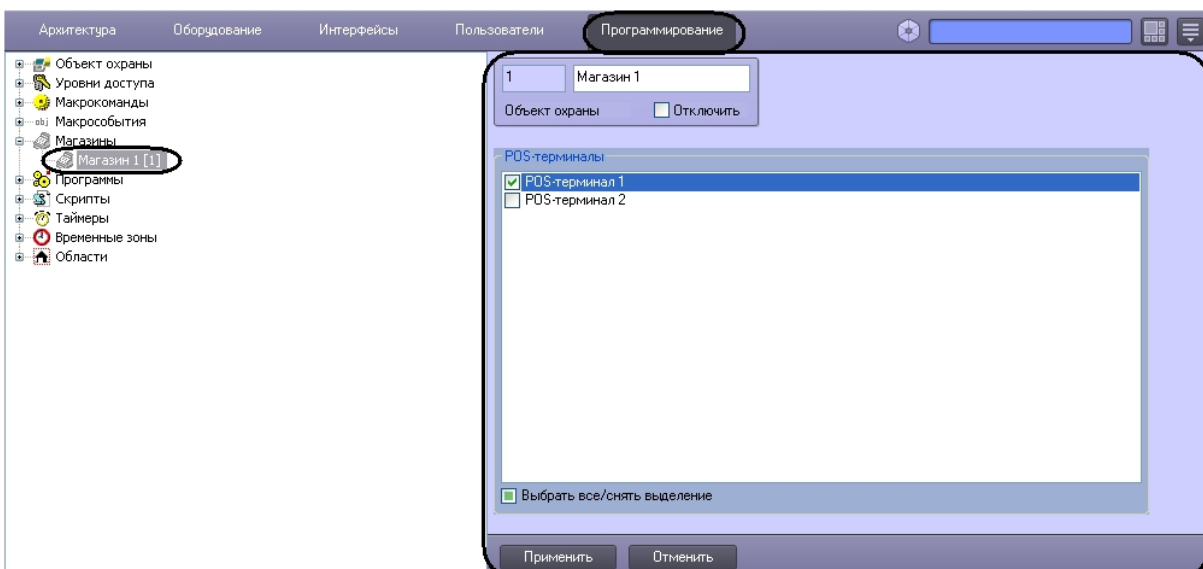 Архитектура Оборудование Интерфейсы Пользователи Программирование
Объект охраны
Уровни доступа
Макрокоманды
obj Макрособытия
Магазины
Магазин 1 [1]
Программы
Скрипты
Таймеры
Временные зоны
Области
1 Магазин 1
Объект охраны Отключить
POS-терминалы
POS-терминал 1
POS-терминал 2
Выбрать все/снять выделение
Применить Отменить